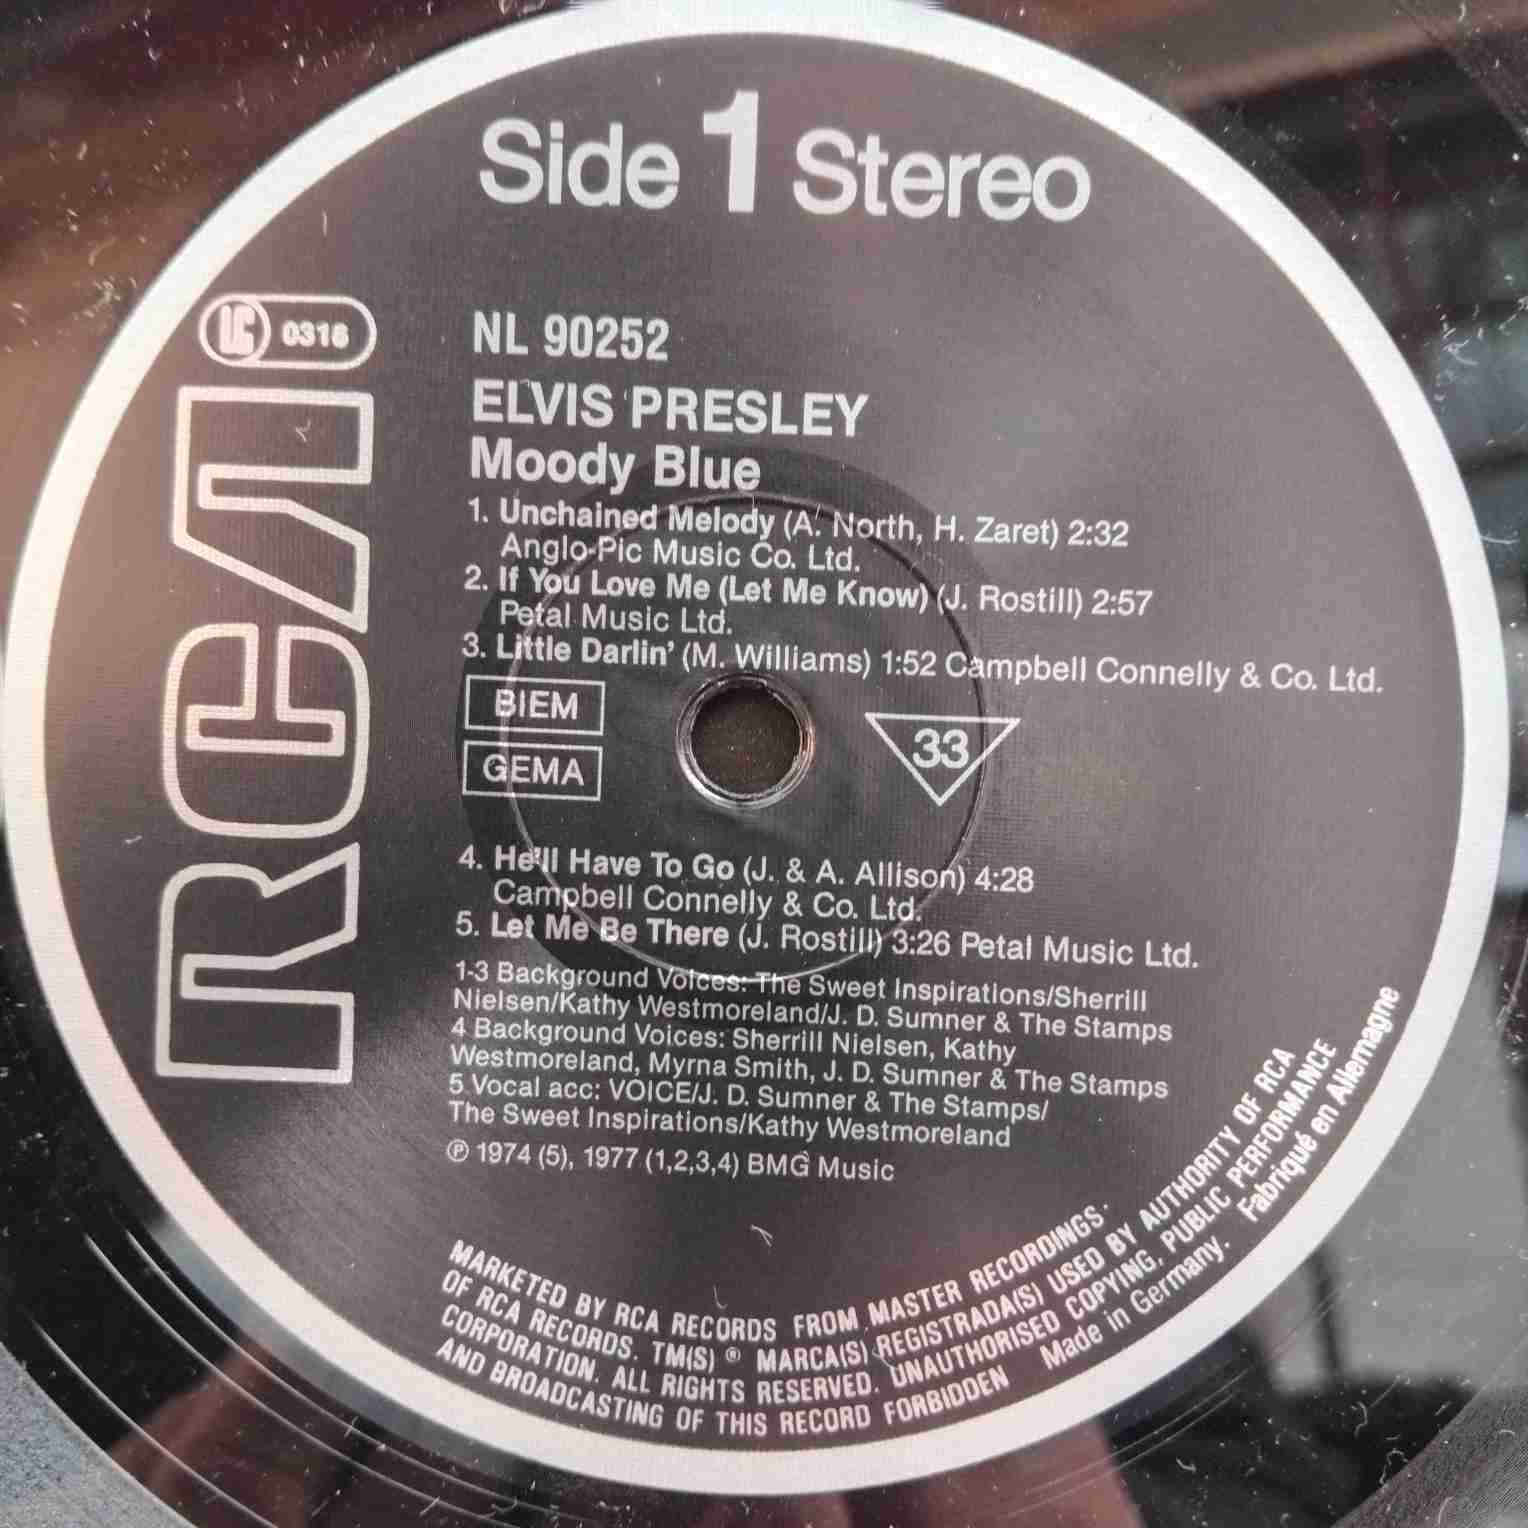 Side 1 Stereo
LC 0316
RCA
NL 90252
ELVIS PRESLEY
Moody Blue
1. Unchained Melody (A. North, H. Zaret) 2:32
Anglo-Pic Music Co. Ltd.
2. If You Love Me (Let Me Know) (J. Rostill) 2:57
Petal Music Ltd.
3. Little Darlin' (M. Williams) 1:52 Campbell Connelly & Co. Ltd.
BIEM
GEMA
33
4. He'll Have To Go (J. & A. Allison) 4:28
Campbell Connelly & Co. Ltd.
5. Let Me Be There (J. Rostill) 3:26 Petal Music Ltd.
1-3 Background Voices: The Sweet Inspirations/Sherrill
Nielsen/Kathy Westmoreland/J. D. Sumner & The Stamps
4 Background Voices: Sherrill Nielsen, Kathy
Westmoreland, Myrna Smith, J. D. Sumner & The Stamps
5 Vocal acc: VOICE/J. D. Sumner & The Stamps/
The Sweet Inspirations/Kathy Westmoreland
℗ 1974 (5), 1977 (1,2,3,4) BMG Music
MARKETED BY RCA RECORDS FROM MASTER RECORDINGS
OF RCA RECORDS. TM(S) ® MARCA(S) REGISTRADA(S) USED BY AUTHORITY OF RCA
CORPORATION. ALL RIGHTS RESERVED. UNAUTHORISED COPYING, PUBLIC PERFORMANCE
AND BROADCASTING OF THIS RECORD FORBIDDEN Made in Germany. Fabriqué en Allemagne